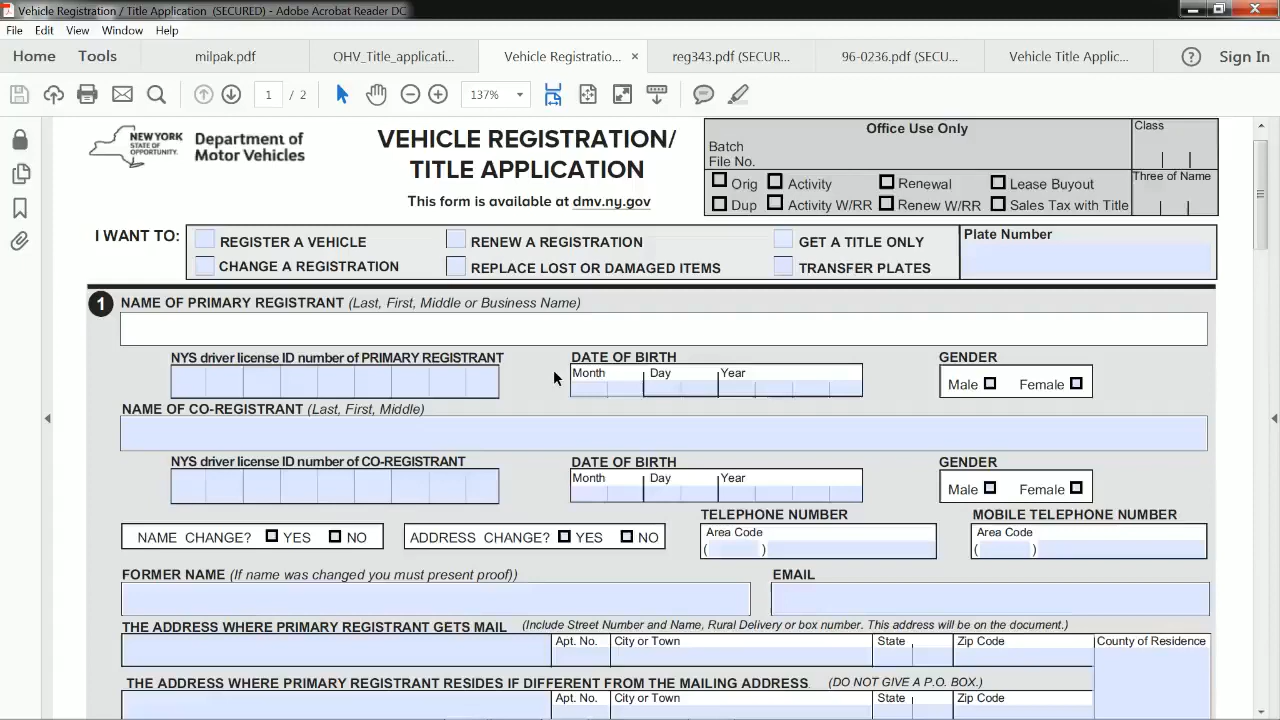 Vehicle Registration / Title Application (SECURED) - Adobe Acrobat Reader DC
File Edit View Window Help
Home Tools milpak.pdf OHV_Title_applicati... Vehicle Registratio... × reg343.pdf (SECUR... 96-0236.pdf (SECU... Vehicle Title Applic... ? Sign In
1 / 2 137%
NEW YORK STATE OF OPPORTUNITY.
Department of Motor Vehicles
VEHICLE REGISTRATION/
TITLE APPLICATION
This form is available at dmv.ny.gov
Office Use Only
Batch
File No.
Class
Three of Name
Orig Activity Renewal Lease Buyout
Dup Activity W/RR Renew W/RR Sales Tax with Title
I WANT TO: REGISTER A VEHICLE RENEW A REGISTRATION GET A TITLE ONLY
CHANGE A REGISTRATION REPLACE LOST OR DAMAGED ITEMS TRANSFER PLATES
Plate Number
1 NAME OF PRIMARY REGISTRANT (Last, First, Middle or Business Name)
NYS driver license ID number of PRIMARY REGISTRANT DATE OF BIRTH GENDER
Month Day Year Male Female
NAME OF CO-REGISTRANT (Last, First, Middle)
NYS driver license ID number of CO-REGISTRANT DATE OF BIRTH GENDER
Month Day Year Male Female
TELEPHONE NUMBER MOBILE TELEPHONE NUMBER
NAME CHANGE? YES NO ADDRESS CHANGE? YES NO Area Code ( ) Area Code ( )
FORMER NAME (If name was changed you must present proof)) EMAIL
THE ADDRESS WHERE PRIMARY REGISTRANT GETS MAIL (Include Street Number and Name, Rural Delivery or box number. This address will be on the document.)
Apt. No. City or Town State Zip Code County of Residence
THE ADDRESS WHERE PRIMARY REGISTRANT RESIDES IF DIFFERENT FROM THE MAILING ADDRESS. (DO NOT GIVE A P.O. BOX.)
Apt. No. City or Town State Zip Code